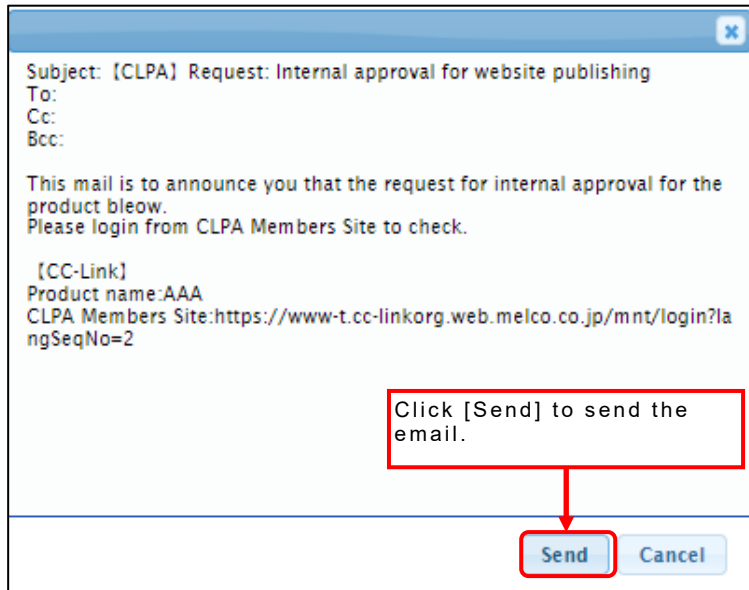 Subject:【CLPA】Request: Internal approval for website publishing
To:
Cc:
Bcc:
This mail is to announce you that the request for internal approval for the
product bleow.
Please login from CLPA Members Site to check.
【CC-Link】
Product name:AAA
CLPA Members Site:https://www-t.cc-linkorg.web.melco.co.jp/mnt/login?la
ngSeqNo=2
Click [Send] to send the
email.
Send Cancel